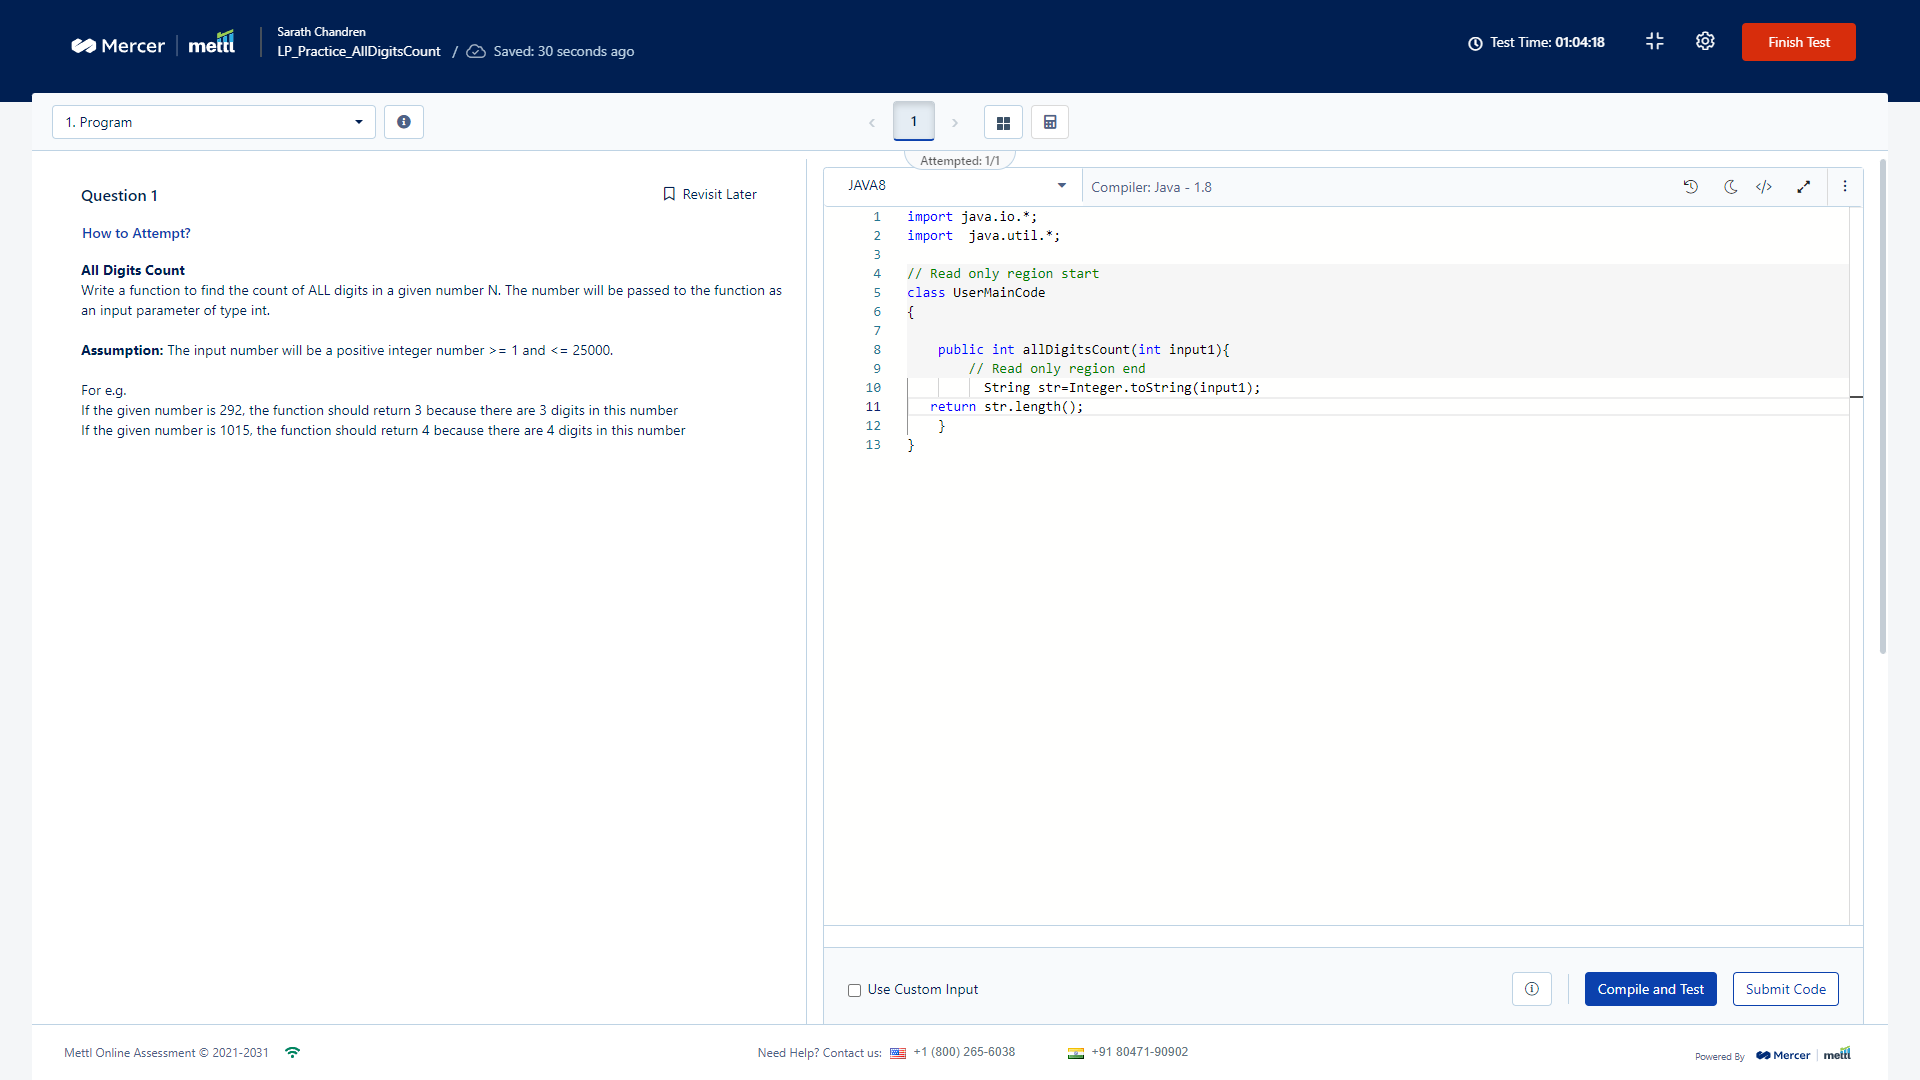 Mercer mettl
Sarath Chandren
LP_Practice_AllDigitsCount / Saved: 30 seconds ago
Test Time: 01:04:18
Finish Test
1. Program
1
Attempted: 1/1
Question 1
Revisit Later
How to Attempt?
All Digits Count
Write a function to find the count of ALL digits in a given number N. The number will be passed to the function as
an input parameter of type int.
Assumption: The input number will be a positive integer number >= 1 and <= 25000.
For e.g.
If the given number is 292, the function should return 3 because there are 3 digits in this number
If the given number is 1015, the function should return 4 because there are 4 digits in this number
JAVA8
Compiler: Java - 1.8
1 import java.io.*;
2 import  java.util.*;
3
4 // Read only region start
5 class UserMainCode
6 {
7
8     public int allDigitsCount(int input1){
9         // Read only region end
10           String str=Integer.toString(input1);
11    return str.length();
12     }
13 }
Use Custom Input
Compile and Test
Submit Code
Mettl Online Assessment © 2021-2031
Need Help? Contact us: +1 (800) 265-6038
+91 80471-90902
Powered By Mercer mettl